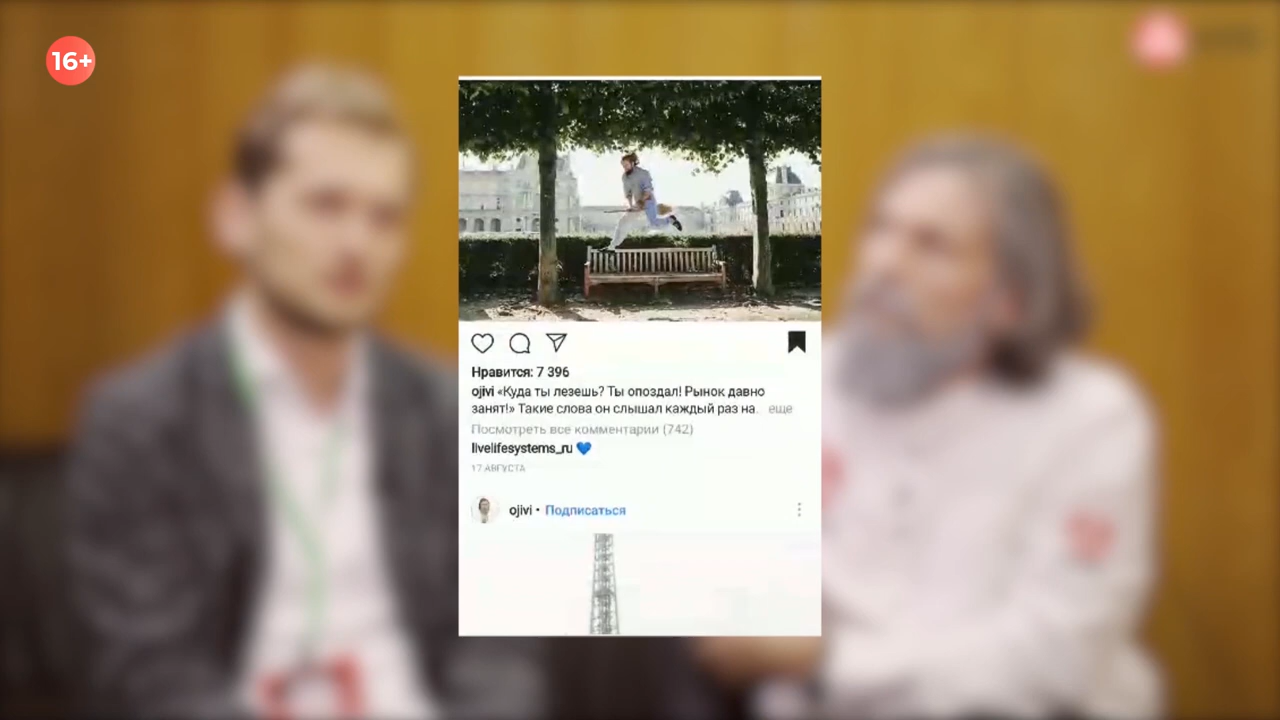 16+
Нравится: 7 396
ojivi «Куда ты лезешь? Ты опоздал! Рынок давно
занят!» Такие слова он слышал каждый раз на.. еще
Посмотреть все комментарии (742)
livelifesystems_ru 💙
17 АВГУСТА
ojivi • Подписаться